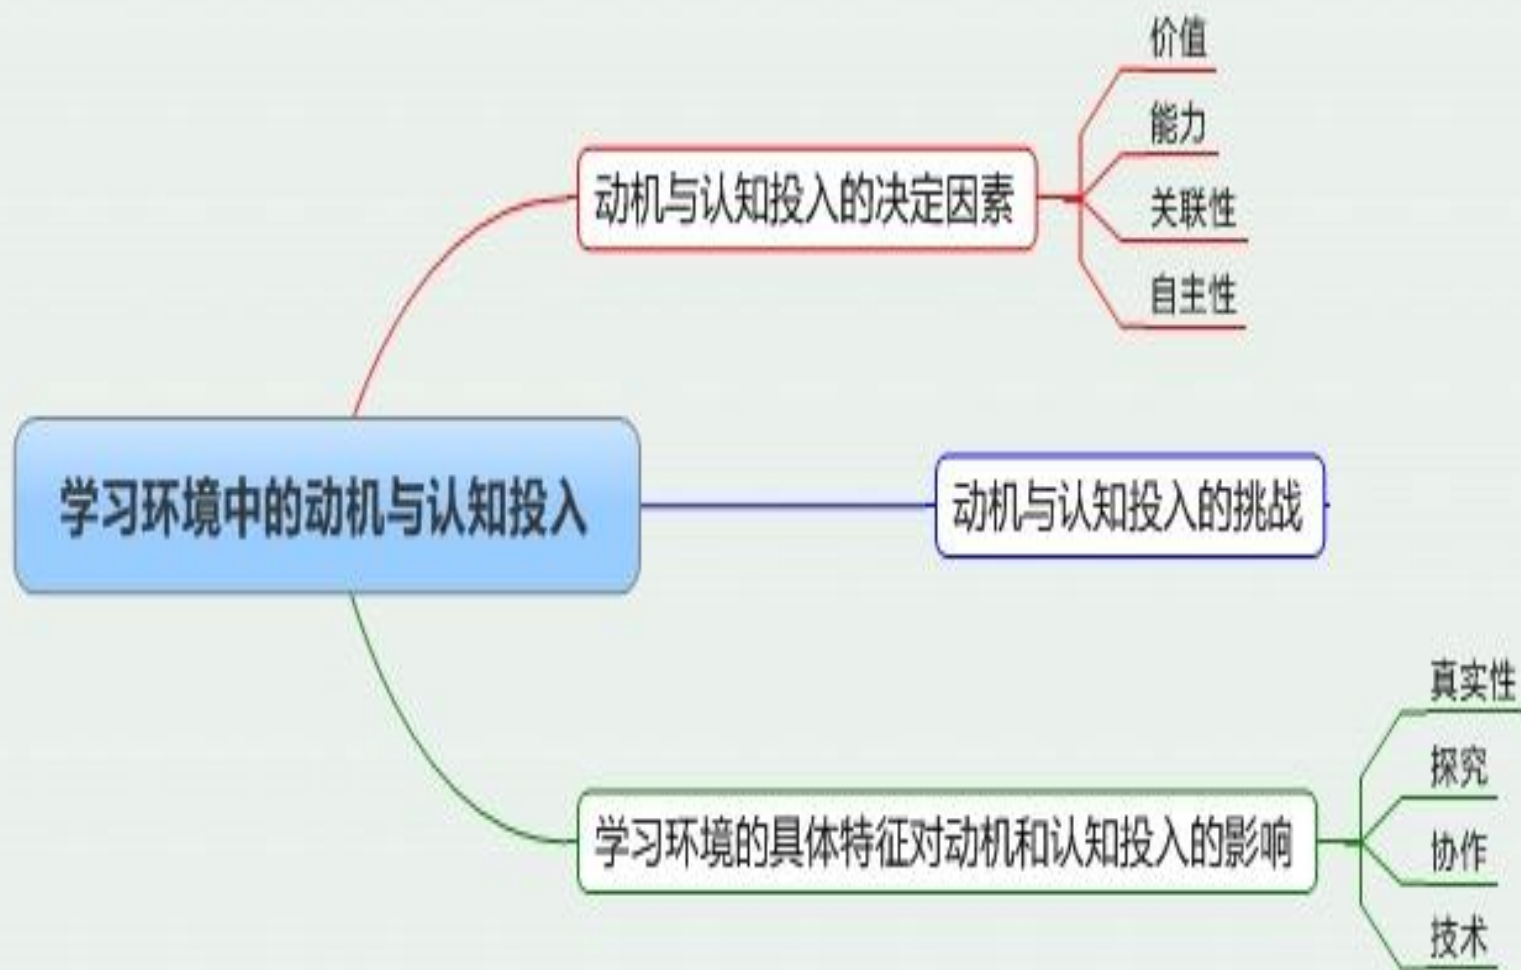 学习环境中的动机与认知投入
动机与认知投入的决定因素
价值
能力
关联性
自主性
动机与认知投入的挑战
学习环境的具体特征对动机和认知投入的影响
真实性
探究
协作
技术